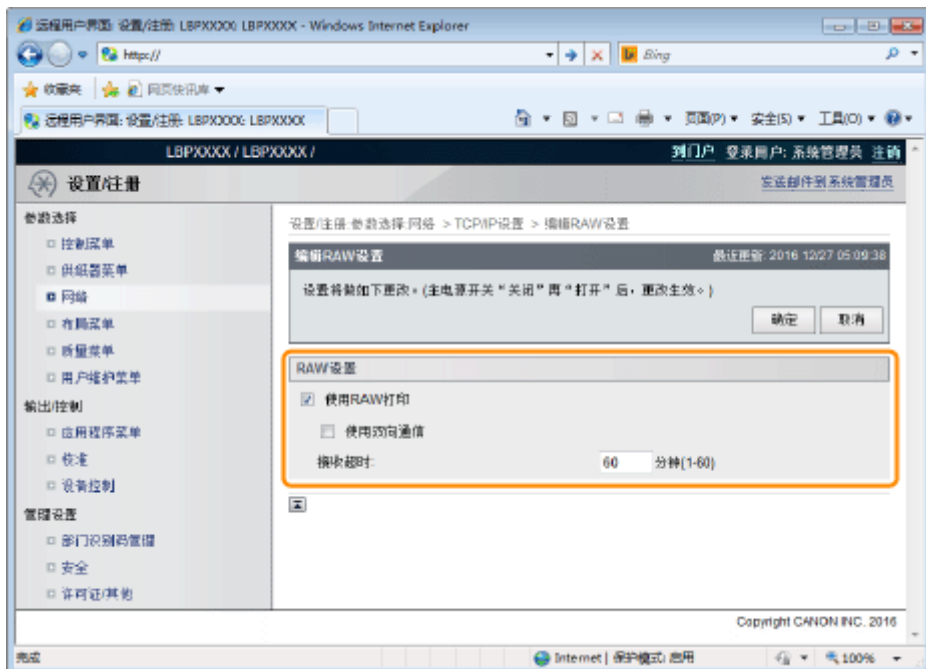 远程用户界面: 设置/注册: LBPXXXX: LBPXXXX - Windows Internet Explorer
https://
Bing
收藏夹 网页快讯库
远程用户界面: 设置/注册: LBPXXXX: LBPXXXX
页面(P) 安全(S) 工具(O)
LBPXXXX / LBPXXXX / 到门户 登录用户: 系统管理员 注销
设置/注册 发送邮件到系统管理员
参数选择
控制菜单
供纸器菜单
网络
布局菜单
质量菜单
用户维护菜单
输出/控制
应用程序菜单
校准
设备控制
管理设置
部门识别码管理
安全
许可证/其他
设置/注册:参数选择:网络 > TCP/IP设置 > 编辑RAW设置
编辑RAW设置 最近更新: 2016 12/27 05:09:38
设置将做如下更改。(主电源开关“关闭”再“打开”后，更改生效。)
确定 取消
RAW设置
使用RAW打印
使用双向通信
接收超时: 60 分钟(1-60)
Copyright CANON INC. 2016
完成 Internet | 保护模式: 启用 100%